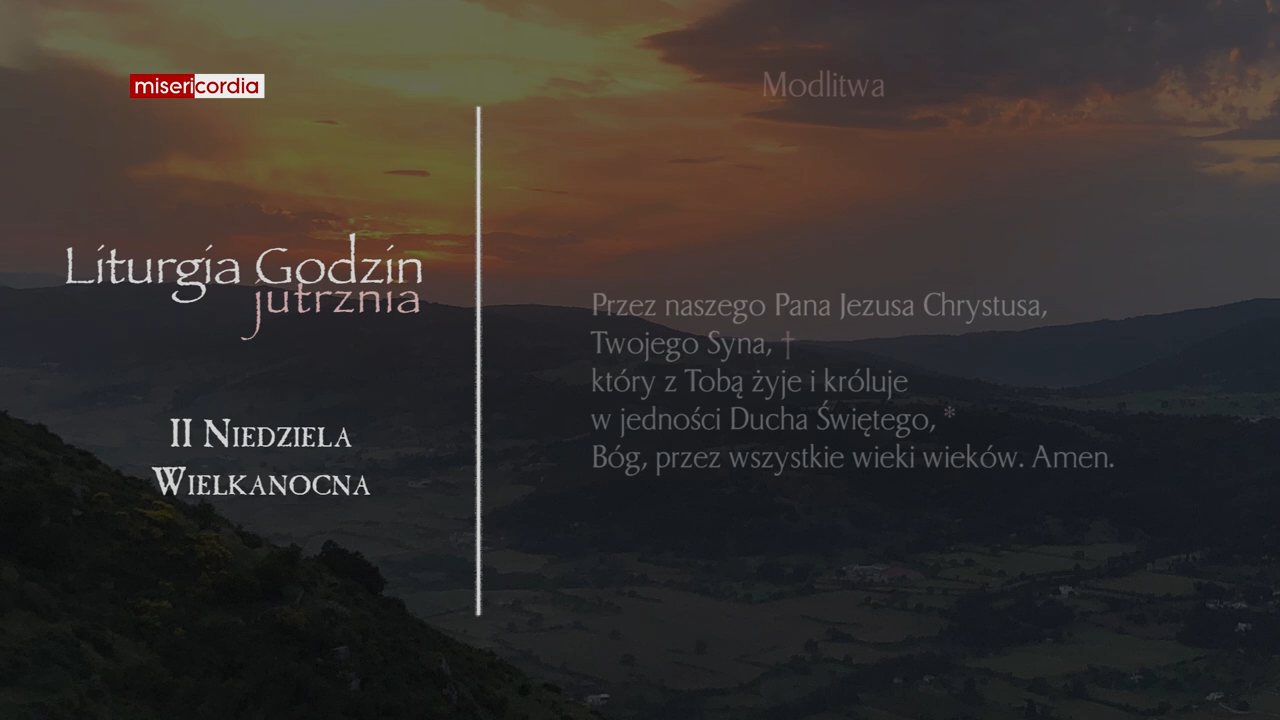 misericordia
Liturgia Godzin
jutrznia
II Niedziela
Wielkanocna
Modlitwa
Przez naszego Pana Jezusa Chrystusa,
Twojego Syna, †
który z Tobą żyje i króluje
w jedności Ducha Świętego, *
Bóg, przez wszystkie wieki wieków. Amen.